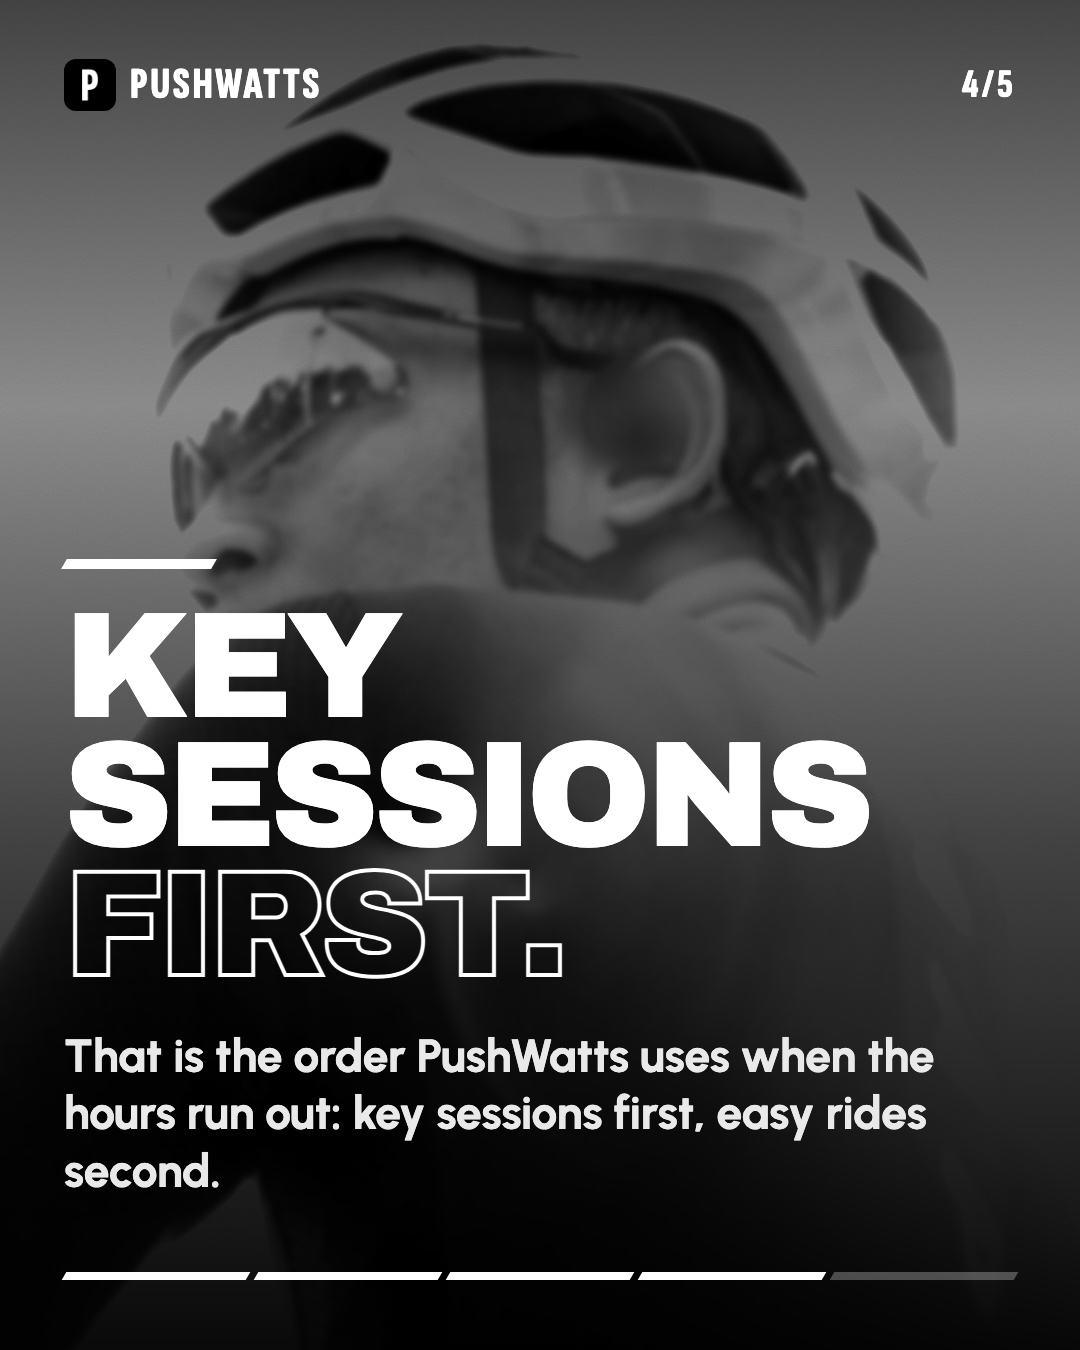 P PUSHWATTS
4/5
KEY
SESSIONS
FIRST.
That is the order PushWatts uses when the
hours run out: key sessions first, easy rides
second.